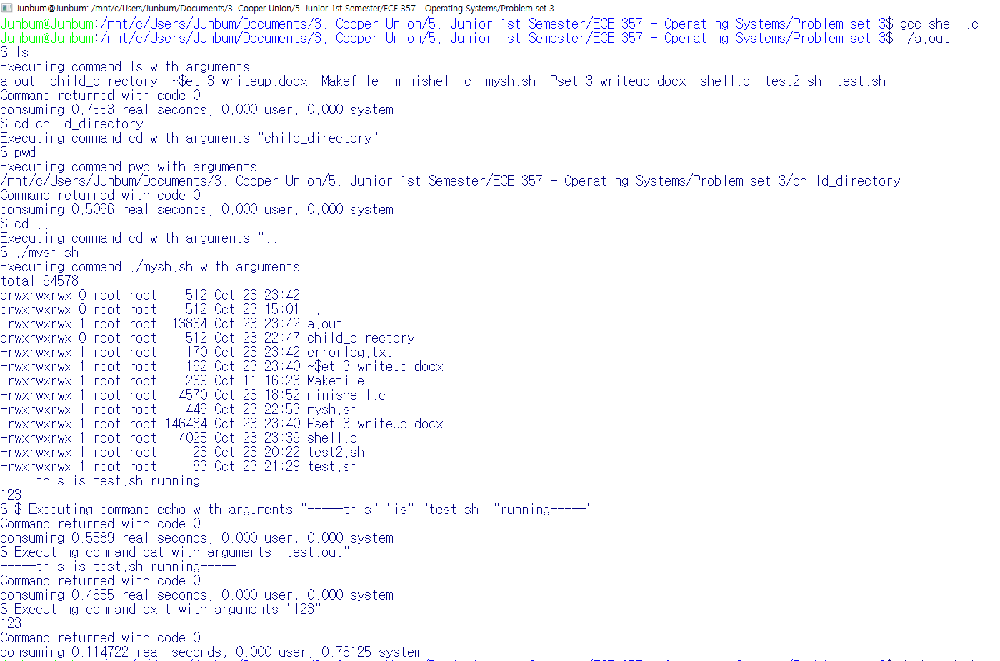 Junbum@Junbum: /mnt/c/Users/Junbum/Documents/3. Cooper Union/5. Junior 1st Semester/ECE 357 - Operating Systems/Problem set 3
Junbum@Junbum:/mnt/c/Users/Junbum/Documents/3. Cooper Union/5. Junior 1st Semester/ECE 357 - Operating Systems/Problem set 3$ gcc shell.c
Junbum@Junbum:/mnt/c/Users/Junbum/Documents/3. Cooper Union/5. Junior 1st Semester/ECE 357 - Operating Systems/Problem set 3$ ./a.out
$ ls
Executing command ls with arguments
a.out  child_directory  ~$et 3 writeup.docx  Makefile  minishell.c  mysh.sh  Pset 3 writeup.docx  shell.c  test2.sh  test.sh
Command returned with code 0
consuming 0.7553 real seconds, 0.000 user, 0.000 system
$ cd child_directory
Executing command cd with arguments "child_directory"
$ pwd
Executing command pwd with arguments
/mnt/c/Users/Junbum/Documents/3. Cooper Union/5. Junior 1st Semester/ECE 357 - Operating Systems/Problem set 3/child_directory
Command returned with code 0
consuming 0.5066 real seconds, 0.000 user, 0.000 system
$ cd ..
Executing command cd with arguments ".."
$ ./mysh.sh
Executing command ./mysh.sh with arguments
total 94578
drwxrwxrwx 0 root root    512 Oct 23 23:42 .
drwxrwxrwx 0 root root    512 Oct 23 15:01 ..
-rwxrwxrwx 1 root root  13864 Oct 23 23:42 a.out
drwxrwxrwx 0 root root    512 Oct 23 22:47 child_directory
-rwxrwxrwx 1 root root    170 Oct 23 23:42 errorlog.txt
-rwxrwxrwx 1 root root    162 Oct 23 23:40 ~$et 3 writeup.docx
-rwxrwxrwx 1 root root    269 Oct 11 16:23 Makefile
-rwxrwxrwx 1 root root   4570 Oct 23 18:52 minishell.c
-rwxrwxrwx 1 root root    446 Oct 23 22:53 mysh.sh
-rwxrwxrwx 1 root root 146484 Oct 23 23:40 Pset 3 writeup.docx
-rwxrwxrwx 1 root root   4025 Oct 23 23:39 shell.c
-rwxrwxrwx 1 root root     23 Oct 23 20:22 test2.sh
-rwxrwxrwx 1 root root     83 Oct 23 21:29 test.sh
-----this is test.sh running-----
123
$ $ Executing command echo with arguments "-----this" "is" "test.sh" "running-----"
Command returned with code 0
consuming 0.5589 real seconds, 0.000 user, 0.000 system
$ Executing command cat with arguments "test.out"
-----this is test.sh running-----
Command returned with code 0
consuming 0.4655 real seconds, 0.000 user, 0.000 system
$ Executing command exit with arguments "123"
123
Command returned with code 0
consuming 0.114722 real seconds, 0.000 user, 0.78125 system